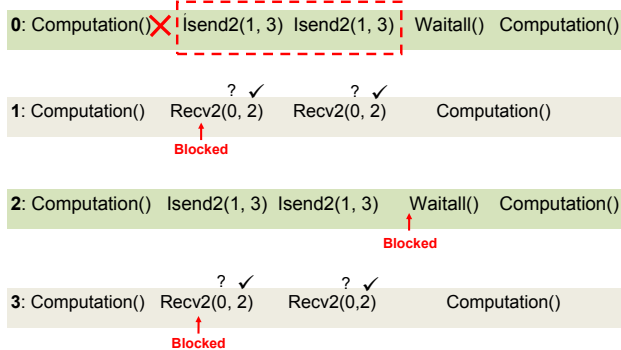 0: Computation() Isend2(1, 3) Isend2(1, 3) Waitall() Computation()
? ✓ ? ✓
1: Computation() Recv2(0, 2) Recv2(0, 2) Computation()
Blocked
2: Computation() Isend2(1, 3) Isend2(1, 3) Waitall() Computation()
Blocked
? ✓ ? ✓
3: Computation() Recv2(0, 2) Recv2(0,2) Computation()
Blocked